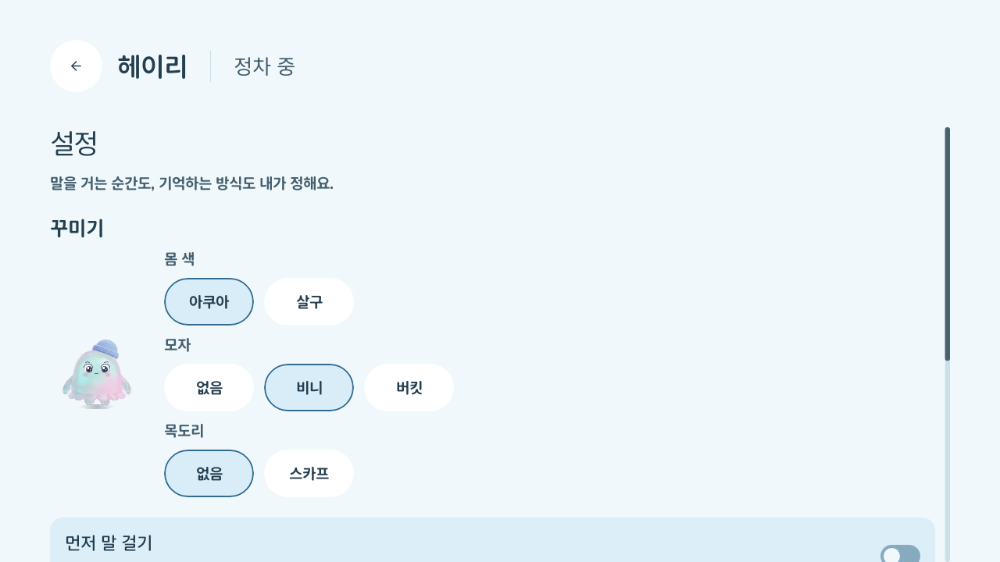 헤이리
정차 중
설정
말을 거는 순간도, 기억하는 방식도 내가 정해요.
꾸미기
몸 색
아쿠아 살구
모자
없음 비니 버킷
목도리
없음 스카프
먼저 말 걸기